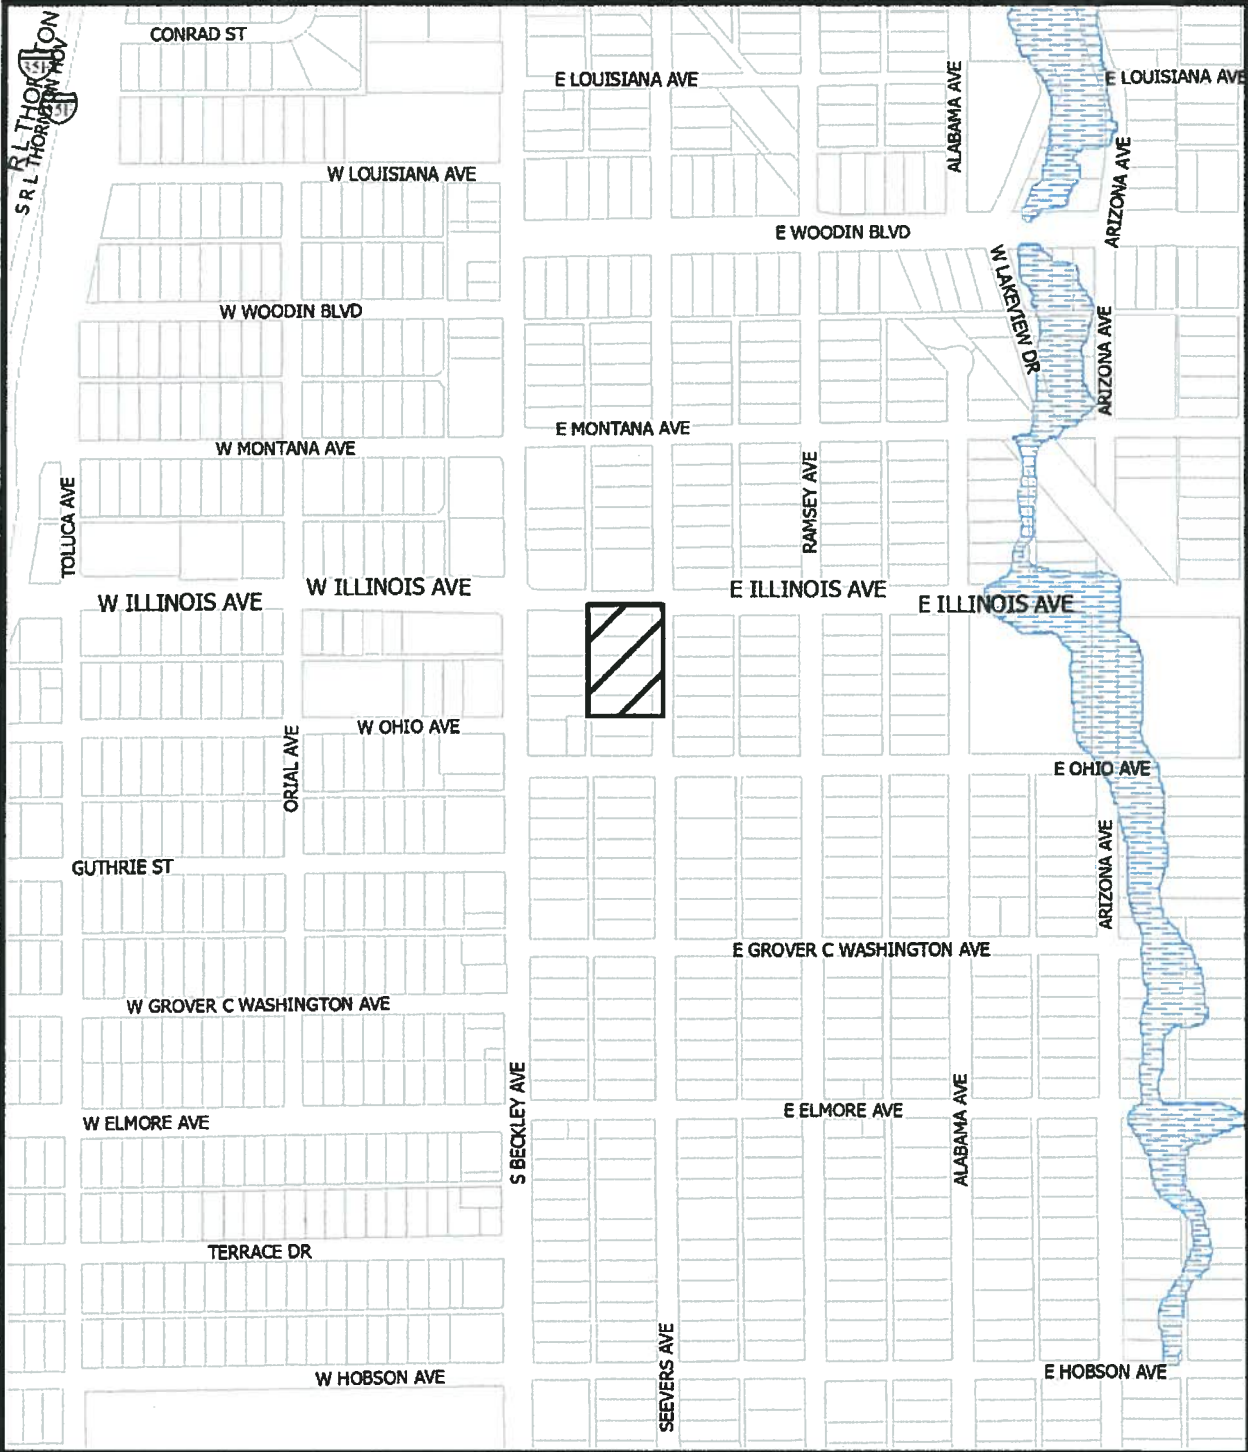 CONRAD ST
E LOUISIANA AVE
E LOUISIANA AVE
ALABAMA AVE
S R L THORNTON
W LOUISIANA AVE
ARIZONA AVE
E WOODIN BLVD
W LAKEVIEW DR
W WOODIN BLVD
ARIZONA AVE
E MONTANA AVE
W MONTANA AVE
RAMSEY AVE
TOLUCA AVE
W ILLINOIS AVE
E ILLINOIS AVE
W ILLINOIS AVE
E ILLINOIS AVE
W OHIO AVE
ORIAL AVE
E OHIO AVE
GUTHRIE ST
ARIZONA AVE
E GROVER C WASHINGTON AVE
W GROVER C WASHINGTON AVE
S BECKLEY AVE
E ELMORE AVE
ALABAMA AVE
W ELMORE AVE
TERRACE DR
SEEVERS AVE
W HOBSON AVE
E HOBSON AVE